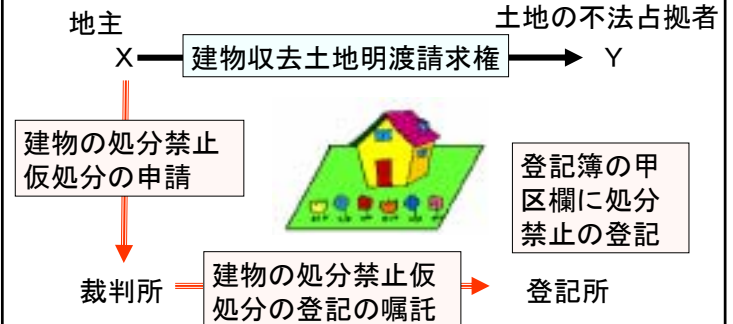 地主
土地の不法占拠者
X
建物収去土地明渡請求権
Y
建物の処分禁止
仮処分の申請
登記簿の甲
区欄に処分
禁止の登記
裁判所
建物の処分禁止仮
処分の登記の嘱託
登記所